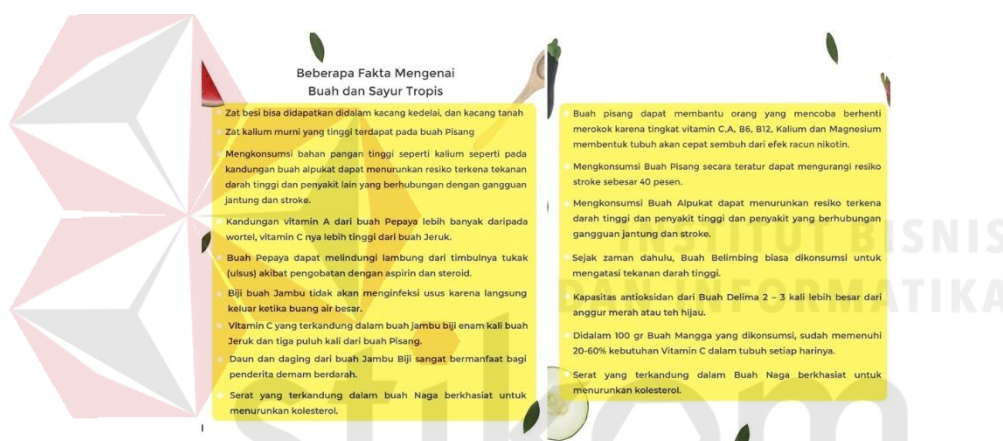 Beberapa Fakta Mengenai
Buah dan Sayur Tropis
Zat besi bisa didapatkan didalam kacang kedelai, dan kacang tanah
Zat kalium murni yang tinggi terdapat pada buah Pisang
Mengkonsumsi bahan pangan tinggi seperti kalium seperti pada
kandungan buah alpukat dapat menurunkan resiko terkena tekanan
darah tinggi dan penyakit lain yang berhubungan dengan gangguan
jantung dan stroke.
Kandungan vitamin A dari buah Pepaya lebih banyak daripada
wortel, vitamin C nya lebih tinggi dari buah Jeruk.
Buah Pepaya dapat melindungi lambung dari timbulnya tukak
(ulsus) akibat pengobatan dengan aspirin dan steroid.
Biji buah Jambu tidak akan menginfeksi usus karena langsung
keluar ketika buang air besar.
Vitamin C yang terkandung dalam buah jambu biji enam kali buah
Jeruk dan tiga puluh kali dari buah Pisang.
Daun dan daging dari buah Jambu Biji sangat bermanfaat bagi
penderita demam berdarah.
Serat yang terkandung dalam buah Naga berkhasiat untuk
menurunkan kolesterol.
Buah pisang dapat membantu orang yang mencoba berhenti
merokok karena tingkat vitamin C,A, B6, B12, Kalium dan Magnesium
membentuk tubuh akan cepat sembuh dari efek racun nikotin.
Mengkonsumsi Buah Pisang secara teratur dapat mengurangi resiko
stroke sebesar 40 pesen.
Mengkonsumsi Buah Alpukat dapat menurunkan resiko terkena
darah tinggi dan penyakit tinggi dan penyakit yang berhubungan
gangguan jantung dan stroke.
Sejak zaman dahulu, Buah Belimbing biasa dikonsumsi untuk
mengatasi tekanan darah tinggi.
Kapasitas antioksidan dari Buah Delima 2 – 3 kali lebih besar dari
anggur merah atau teh hijau.
Didalam 100 gr Buah Mangga yang dikonsumsi, sudah memenuhi
20-60% kebutuhan Vitamin C dalam tubuh setiap harinya.
Serat yang terkandung dalam Buah Naga berkhasiat untuk
menurunkan kolesterol.
INSTITUT BISNIS
DAN INFORMATIKA
stikom